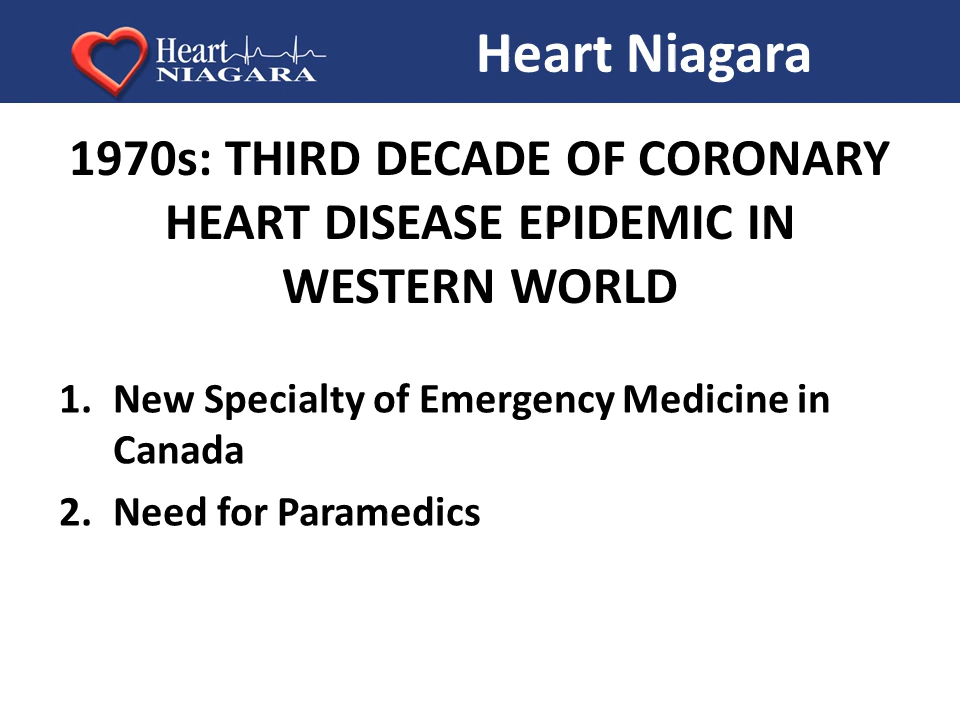 Heart
NIAGARA
Heart Niagara
1970s: THIRD DECADE OF CORONARY
HEART DISEASE EPIDEMIC IN
WESTERN WORLD
1. New Specialty of Emergency Medicine in
Canada
2. Need for Paramedics